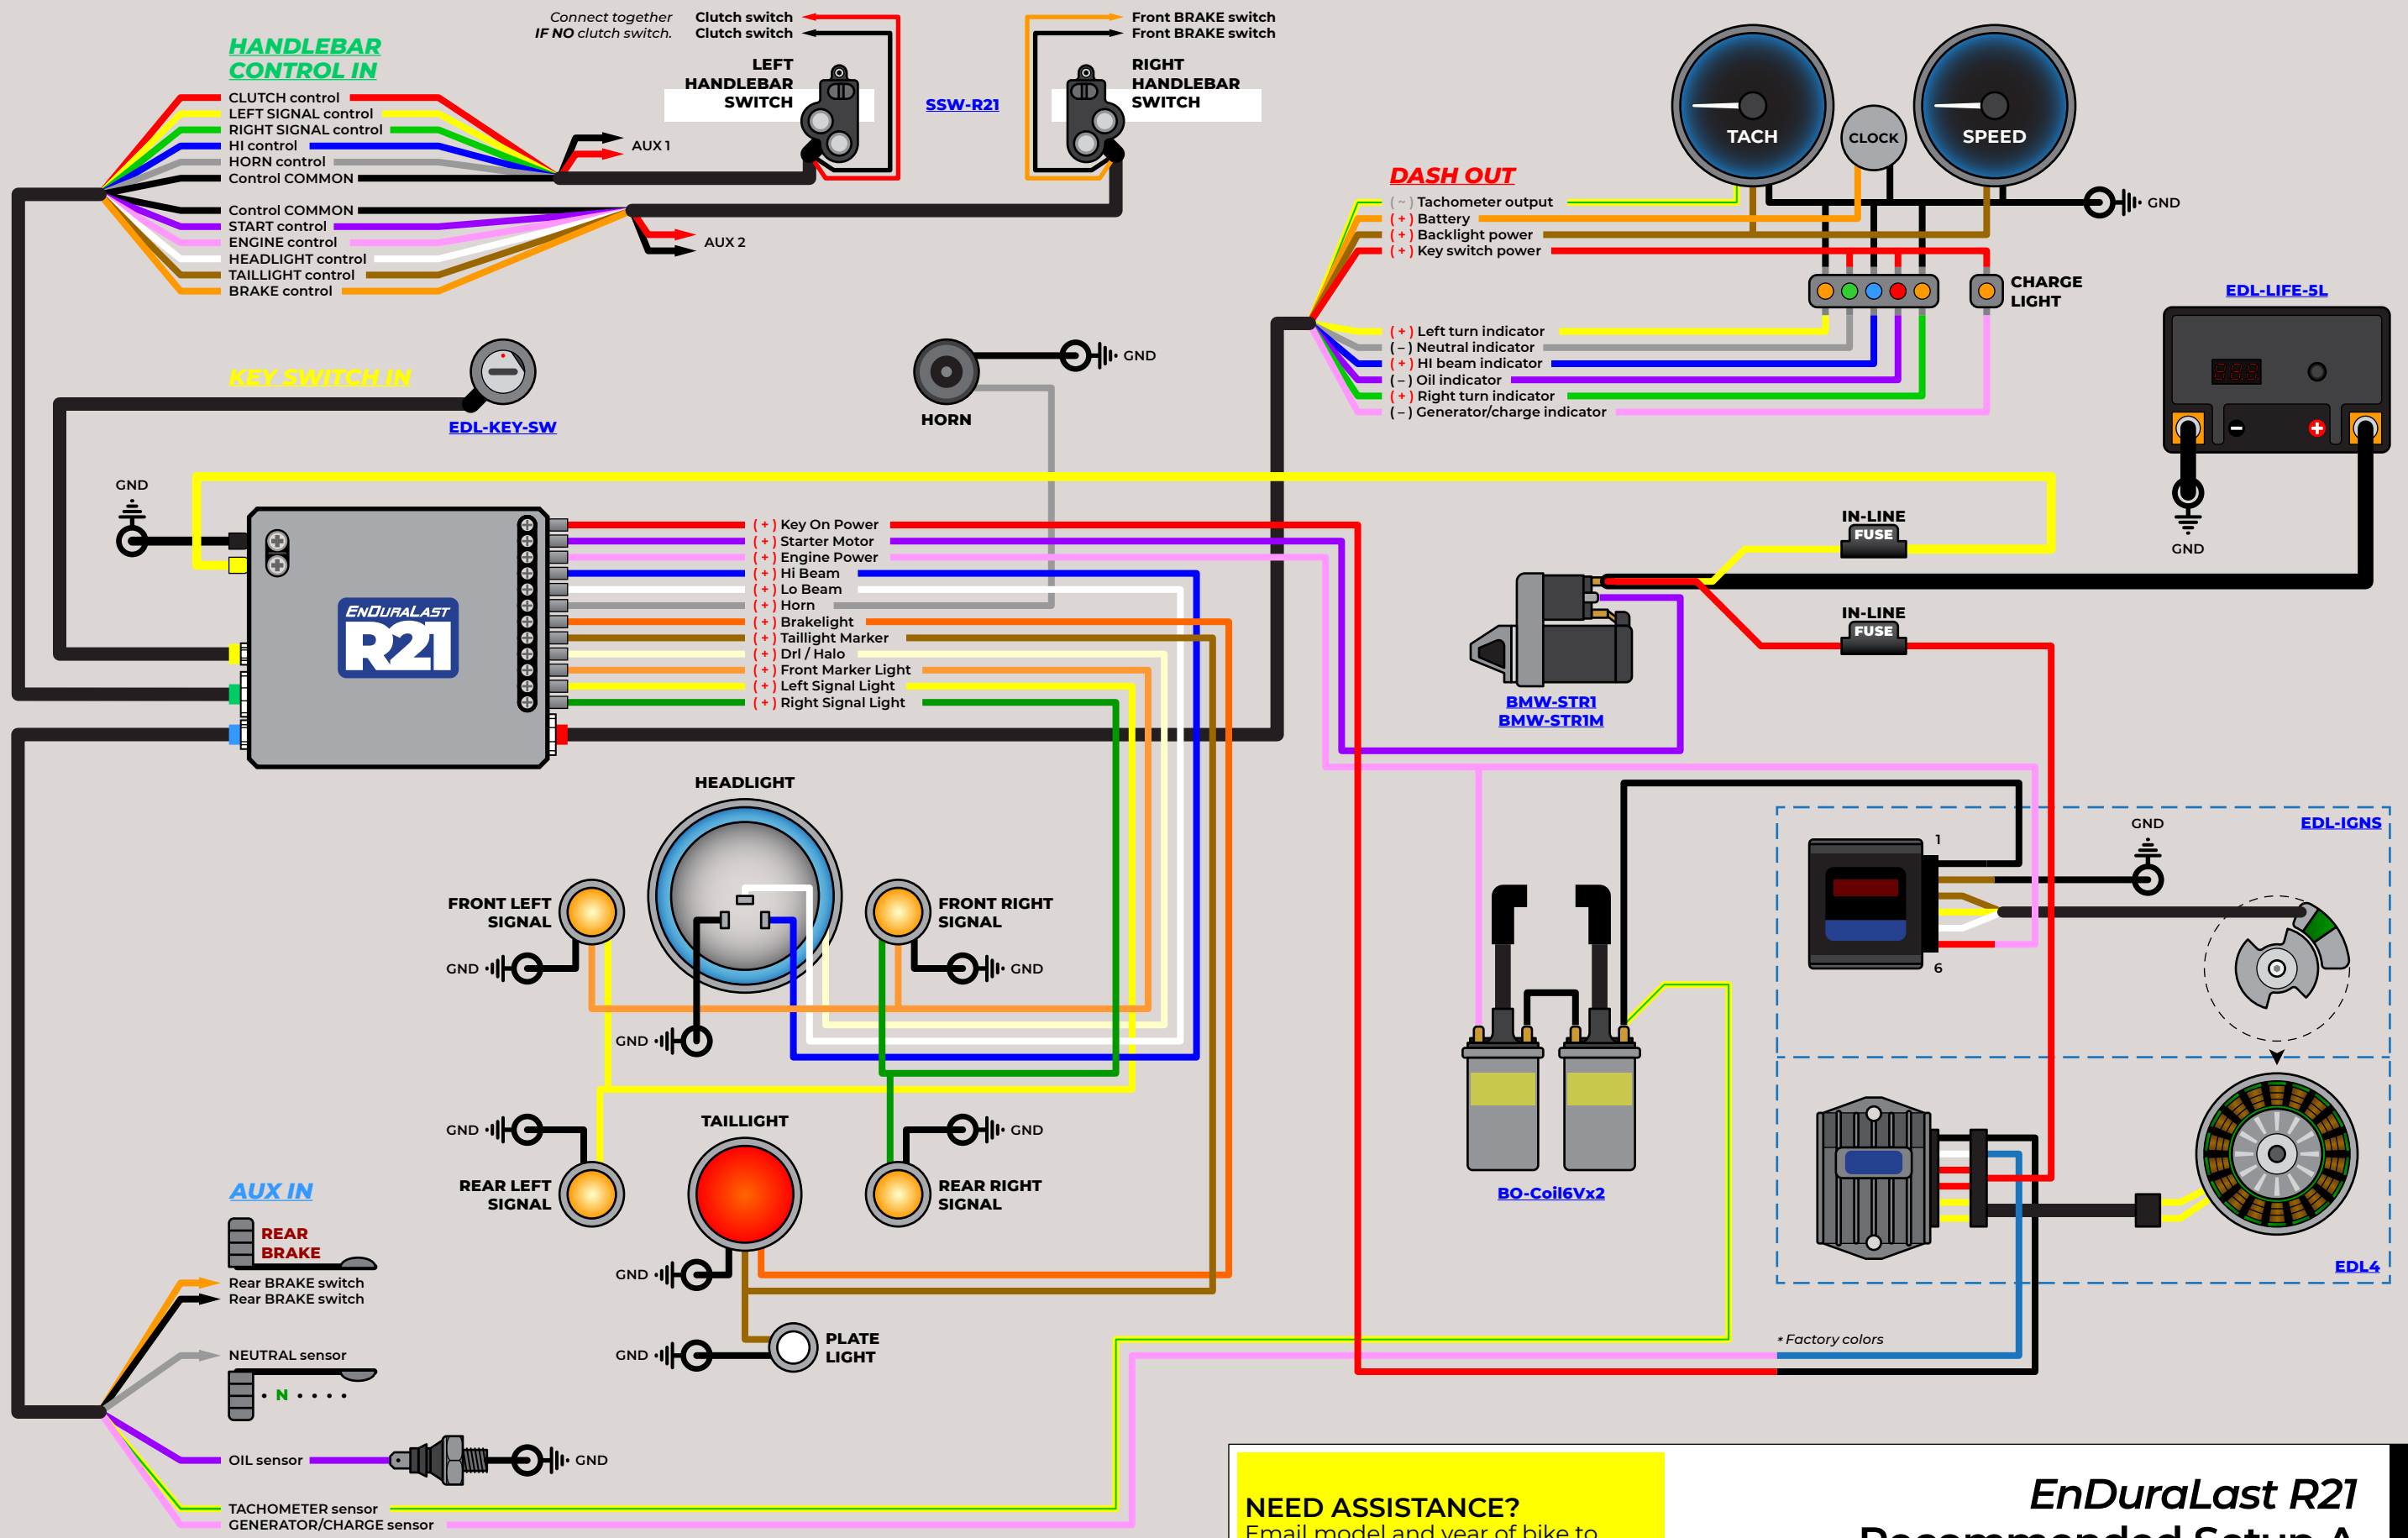 Connect together
IF NO clutch switch.
Clutch switch
Clutch switch
Front BRAKE switch
Front BRAKE switch
HANDLEBAR
CONTROL IN
LEFT
HANDLEBAR
SWITCH
SSW-R21
RIGHT
HANDLEBAR
SWITCH
CLUTCH control
LEFT SIGNAL control
RIGHT SIGNAL control
HI control
HORN control
Control COMMON
AUX 1
Control COMMON
START control
ENGINE control
HEADLIGHT control
TAILLIGHT control
BRAKE control
AUX 2
TACH
CLOCK
SPEED
DASH OUT
(~) Tachometer output
(+) Battery
(+) Backlight power
(+) Key switch power
GND
CHARGE
LIGHT
(+) Left turn indicator
(–) Neutral indicator
(+) HI beam indicator
(–) Oil indicator
(+) Right turn indicator
(–) Generator/charge indicator
EDL-LIFE-5L
GND
KEY SWITCH IN
EDL-KEY-SW
HORN
GND
GND
ENDURALAST
R21
(+) Key On Power
(+) Starter Motor
(+) Engine Power
(+) Hi Beam
(+) Lo Beam
(+) Horn
(+) Brakelight
(+) Taillight Marker
(+) Drl / Halo
(+) Front Marker Light
(+) Left Signal Light
(+) Right Signal Light
IN-LINE
FUSE
IN-LINE
FUSE
BMW-STR1
BMW-STR1M
HEADLIGHT
FRONT LEFT
SIGNAL
GND
FRONT RIGHT
SIGNAL
GND
GND
EDL-IGNS
1
6
GND
TAILLIGHT
GND
REAR LEFT
SIGNAL
GND
REAR RIGHT
SIGNAL
GND
BO-Coil6Vx2
EDL4
PLATE
LIGHT
GND
* Factory colors
AUX IN
REAR
BRAKE
Rear BRAKE switch
Rear BRAKE switch
NEUTRAL sensor
N
OIL sensor
GND
TACHOMETER sensor
GENERATOR/CHARGE sensor
NEED ASSISTANCE?
Email model and year of bike to
EnDuraLast R21
Recommended Setup A